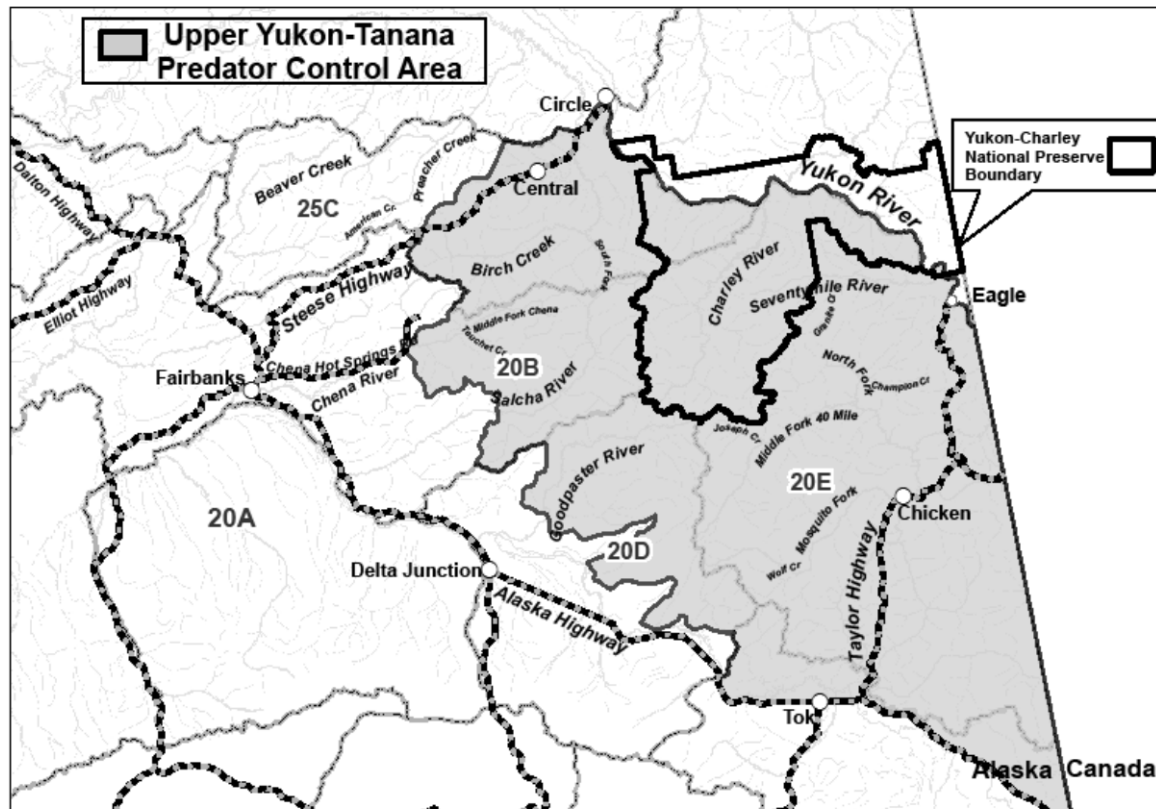 Upper Yukon-Tanana
Predator Control Area
Circle
Yukon-Charley
National Preserve
Boundary
Dalton Highway
Beaver Creek
Preacher Creek
Central
Yukon River
25C
American Cr.
Birch Creek
South Fork
Charley River
Elliot Highway
Steese Highway
Seventymile River
Eagle
Granite Cr
Middle Fork Chena
Touchet Cr
Chena Hot Springs Rd
20B
North Fork
Champion Cr
Fairbanks
Chena River
Salcha River
Joseph Cr
Middle Fork 40 Mile
Goodpaster River
20E
20A
Mosquito Fork
Chicken
20D
Wolf Cr
Delta Junction
Alaska Highway
Taylor Highway
Tok
Alaska Canada